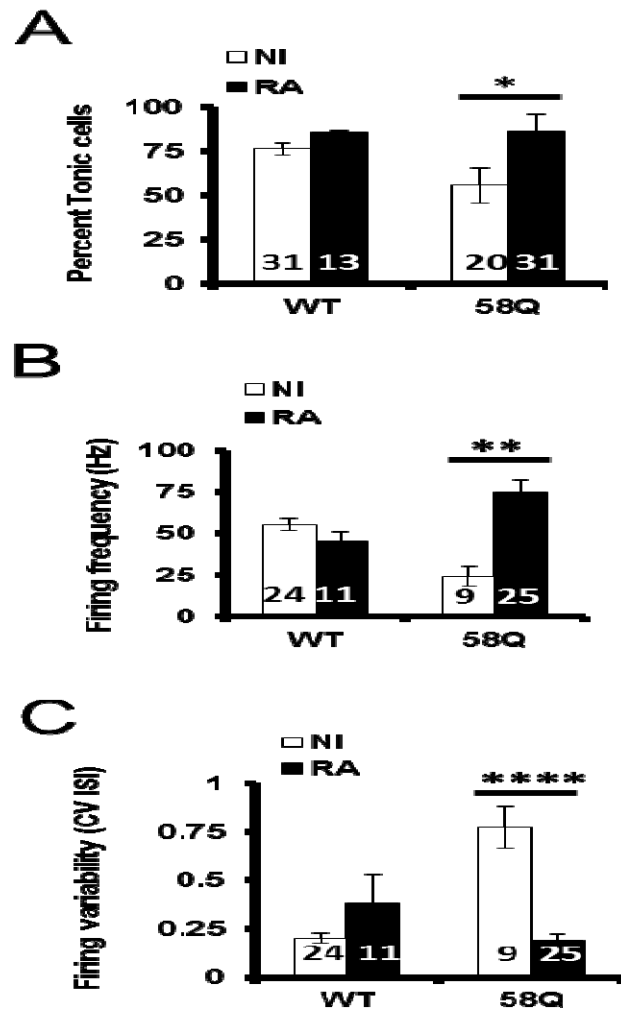 A
NI
RA
*
Percent Tonic cells
100
75
50
25
0
31 13 20 31
WT 58Q
B
NI
RA
**
Firing frequency (Hz)
100
75
50
25
0
24 11 9 25
WT 58Q
C
NI
RA
****
Firing variability (CV ISI)
1
0.75
0.5
0.25
0
24 11 9 25
WT 58Q